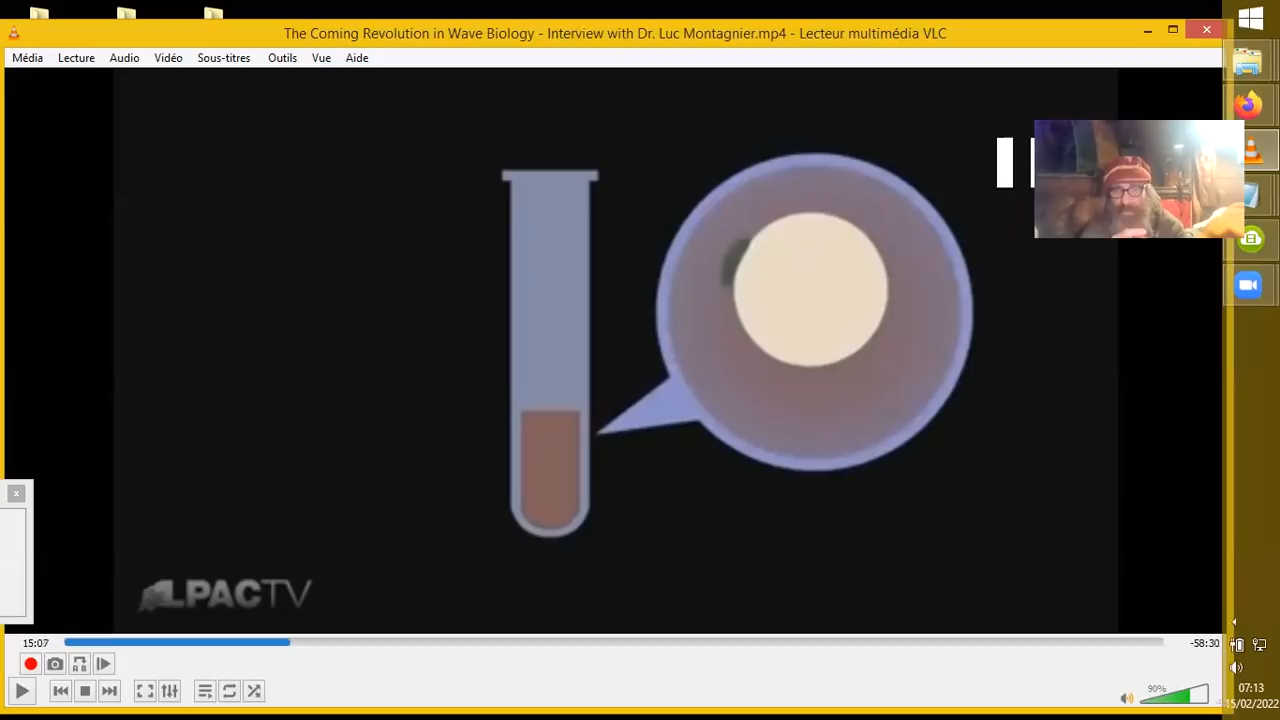 The Coming Revolution in Wave Biology - Interview with Dr. Luc Montagnier.mp4 - Lecteur multimédia VLC
Média Lecture Audio Vidéo Sous-titres Outils Vue Aide
LPACTV
15:07
-58:30
90%
07:13
15/02/2022